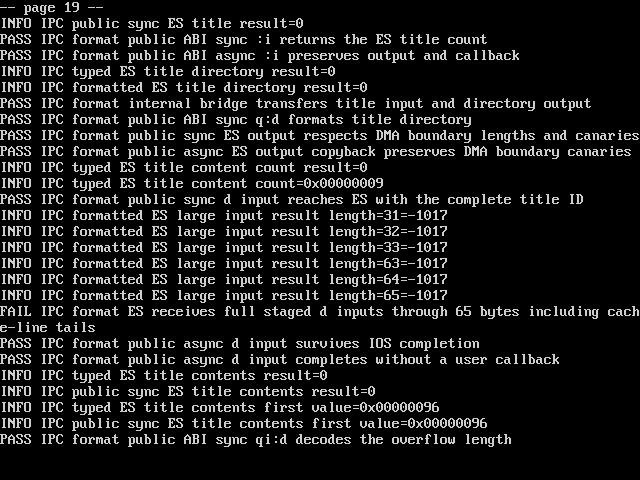 -- page 19 --
INFO IPC public sync ES title result=0
PASS IPC format public ABI sync :i returns the ES title count
PASS IPC format public ABI async :i preserves output and callback
INFO IPC typed ES title directory result=0
INFO IPC formatted ES title directory result=0
PASS IPC format internal bridge transfers title input and directory output
PASS IPC format public ABI sync q:d formats title directory
PASS IPC format public sync ES output respects DMA boundary lengths and canaries
PASS IPC format public async ES output copyback preserves DMA boundary canaries
INFO IPC typed ES title content count result=0
INFO IPC typed ES title content count=0x00000009
PASS IPC format public sync d input reaches ES with the complete title ID
INFO IPC formatted ES large input result length=31=-1017
INFO IPC formatted ES large input result length=32=-1017
INFO IPC formatted ES large input result length=33=-1017
INFO IPC formatted ES large input result length=63=-1017
INFO IPC formatted ES large input result length=64=-1017
INFO IPC formatted ES large input result length=65=-1017
FAIL IPC format ES receives full staged d inputs through 65 bytes including cach
e-line tails
PASS IPC format public async d input survives IOS completion
PASS IPC format public async d input completes without a user callback
INFO IPC typed ES title contents result=0
INFO IPC public sync ES title contents result=0
INFO IPC typed ES title contents first value=0x00000096
INFO IPC public sync ES title contents first value=0x00000096
PASS IPC format public ABI sync qi:d decodes the overflow length